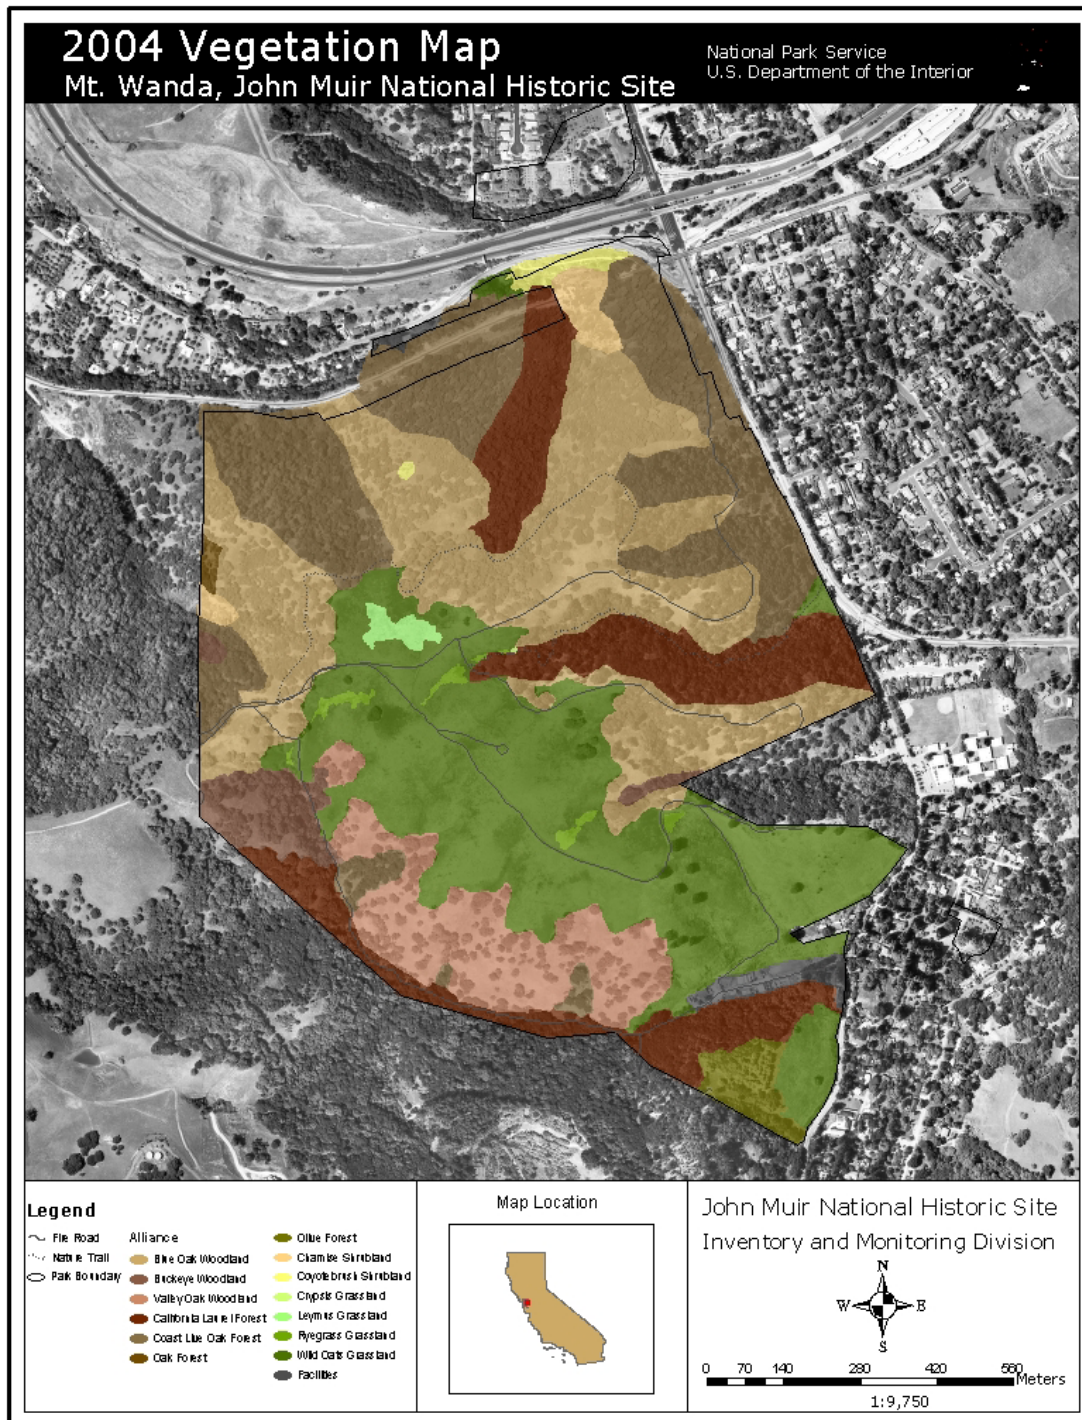 2004 Vegetation Map
Mt. Wanda, John Muir National Historic Site
National Park Service
U.S. Department of the Interior
Legend
Fire Road
Nature Trail
Park Boundary
Alliance
Blue Oak Woodland
Buckeye Woodland
Valley Oak Woodland
California Laurel Forest
Coast Live Oak Forest
Oak Forest
Olive Forest
Chamise Shrubland
Coyotebrush Shrubland
Crypsis Grassland
Leymus Grassland
Ryegrass Grassland
Wild Oats Grassland
Facilities
Map Location
John Muir National Historic Site
Inventory and Monitoring Division
N
W E
S
0 70 140 280 420 560
Meters
1:9,750